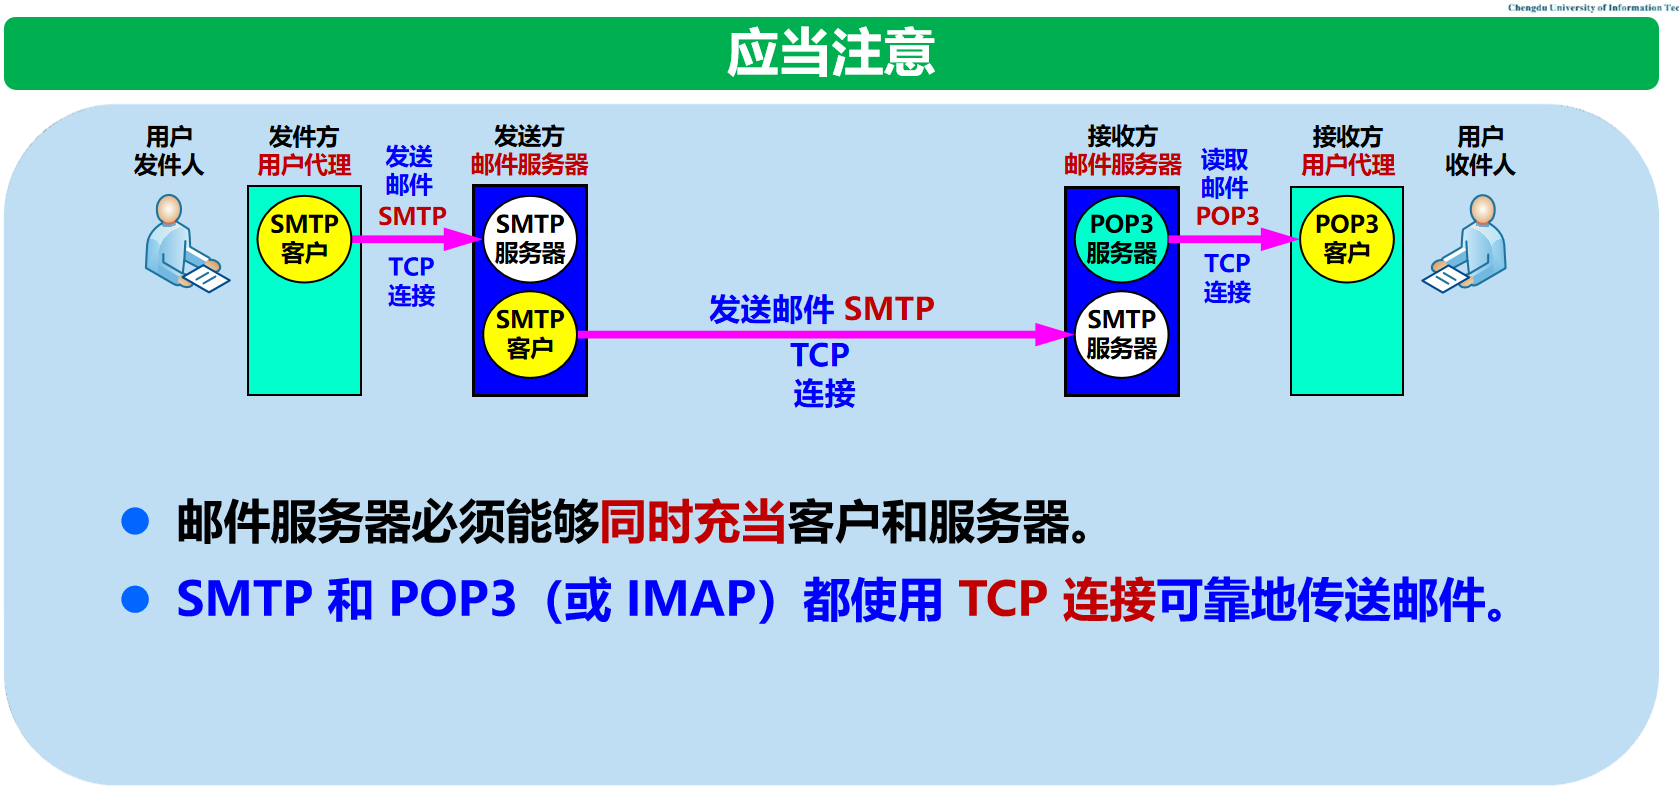 Chengdu University of Information Tec
应当注意
用户
发件人
发件方
用户代理
发送
邮件
SMTP
TCP
连接
发送方
邮件服务器
接收方
邮件服务器
读取
邮件
POP3
TCP
连接
接收方
用户代理
用户
收件人
SMTP
客户
SMTP
服务器
SMTP
客户
发送邮件 SMTP
TCP
连接
POP3
服务器
SMTP
服务器
POP3
客户
邮件服务器必须能够同时充当客户和服务器。
SMTP 和 POP3（或 IMAP）都使用 TCP 连接可靠地传送邮件。